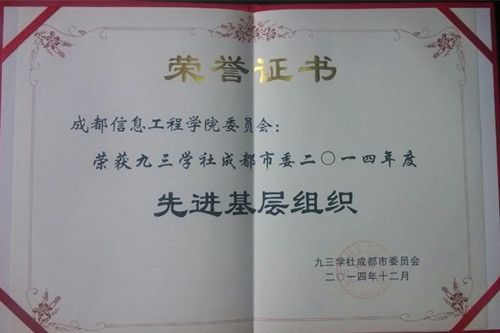 荣誉证书
成都信息工程学院委员会：
荣获九三学社成都市委二〇一四年度
先进基层组织
九三学社成都市委员会
二〇一四年十二月